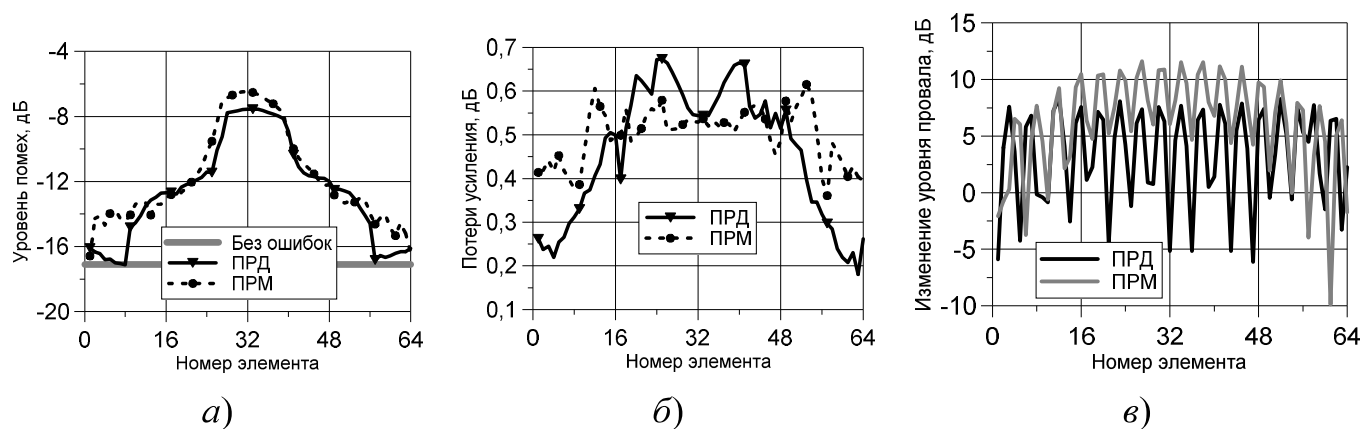 Уровень помех, дБ
-4
-8
-12
-16
-20
Без ошибок
ПРД
ПРМ
0
16
32
48
64
Номер элемента
а)
Потери усиления, дБ
0,7
0,6
0,5
0,4
0,3
0,2
0,1
ПРД
ПРМ
0
16
32
48
64
Номер элемента
б)
Изменение уровня провала, дБ
15
10
5
0
-5
-10
ПРД
ПРМ
0
16
32
48
64
Номер элемента
в)